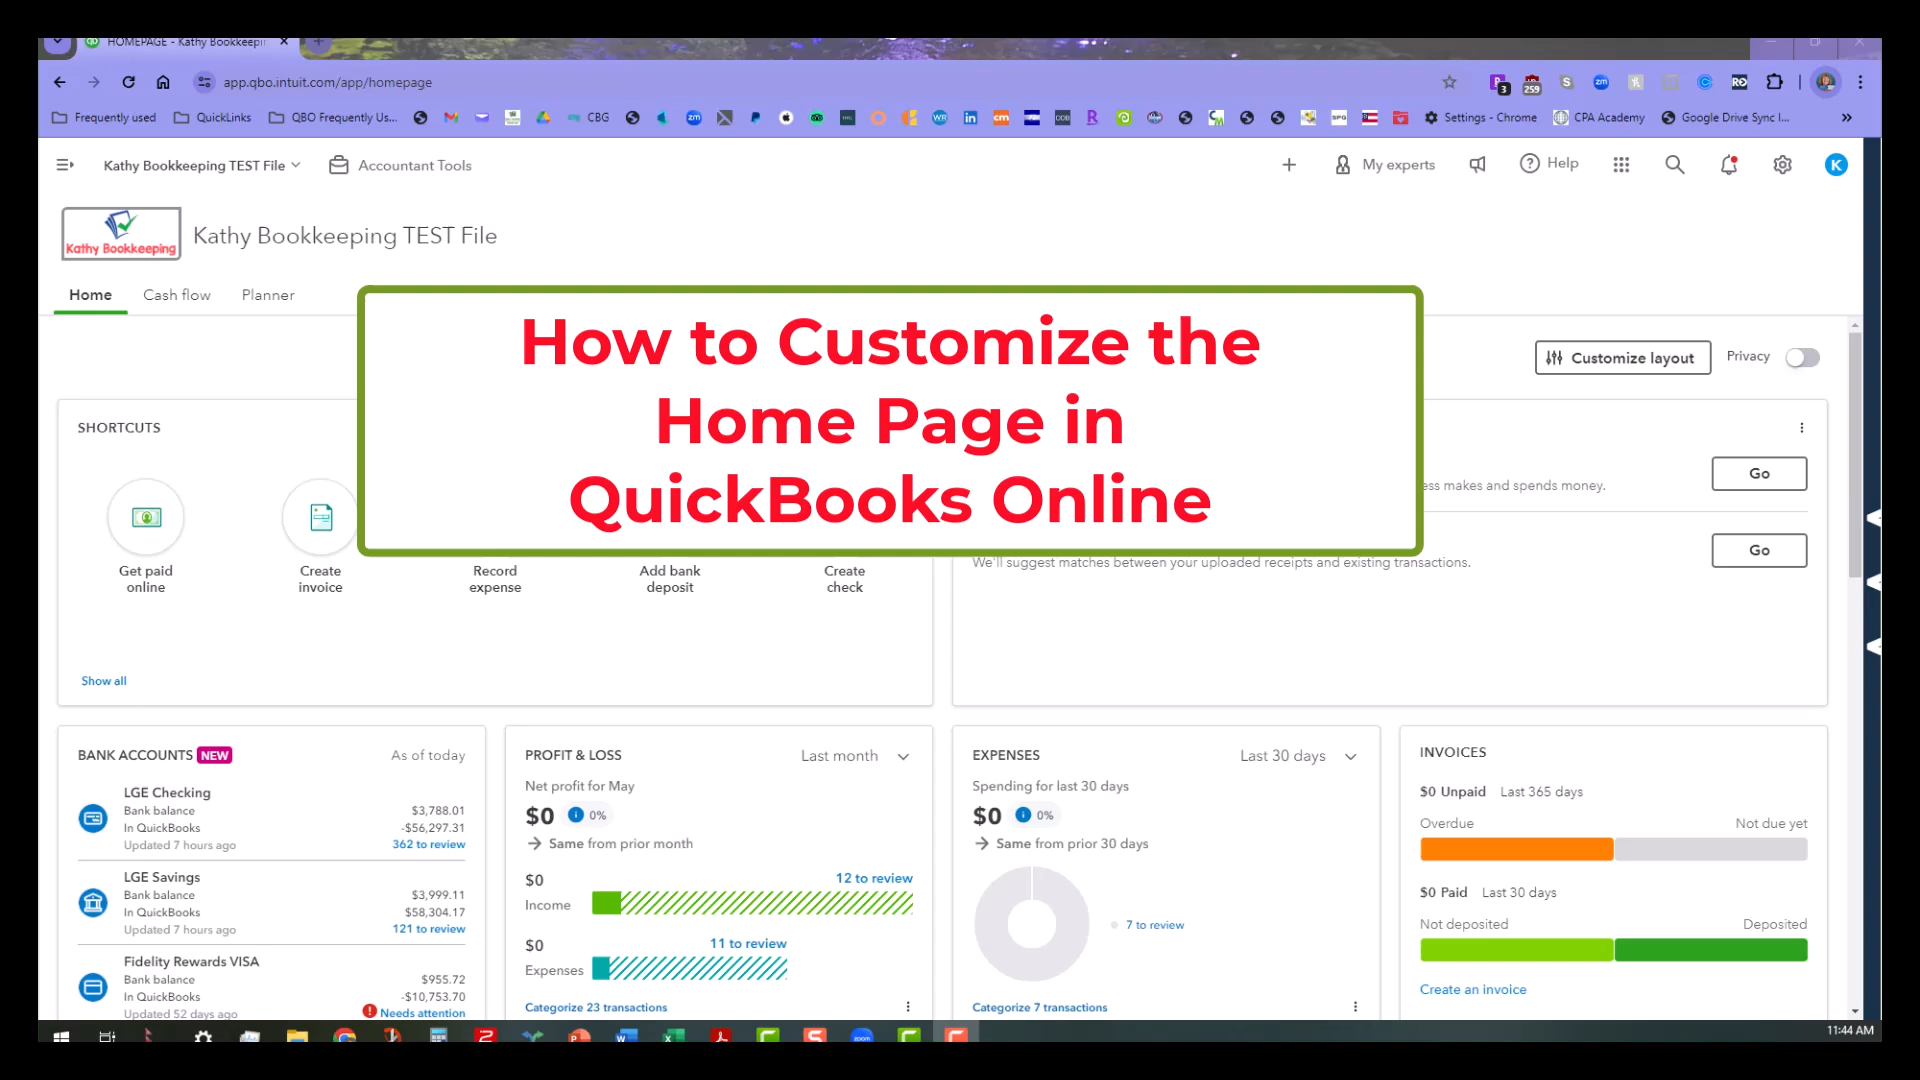 HOMEPAGE - Kathy Bookkeepi
app.qbo.intuit.com/app/homepage
3
259
Frequently used
QuickLinks
QBO Frequently Us...
CBG
Settings - Chrome
CPA Academy
Google Drive Sync I...
Kathy Bookkeeping TEST File
Accountant Tools
My experts
Help
K
Kathy Bookkeeping
Kathy Bookkeeping TEST File
Home
Cash flow
Planner
How to Customize the
Home Page in
QuickBooks Online
Customize layout
Privacy
SHORTCUTS
Get paid
online
Create
invoice
Record
expense
Add bank
deposit
Create
check
Show all
Go
ess makes and spends money.
Go
We'll suggest matches between your uploaded receipts and existing transactions.
BANK ACCOUNTS NEW
As of today
LGE Checking
Bank balance $3,788.01
In QuickBooks -$56,297.31
Updated 7 hours ago 362 to review
LGE Savings
Bank balance $3,999.11
In QuickBooks $58,304.17
Updated 7 hours ago 121 to review
Fidelity Rewards VISA
Bank balance $955.72
In QuickBooks -$10,753.70
Updated 52 days ago Needs attention
PROFIT & LOSS
Last month
Net profit for May
$0 0%
Same from prior month
$0 12 to review
Income
$0 11 to review
Expenses
Categorize 23 transactions
EXPENSES
Last 30 days
Spending for last 30 days
$0 0%
Same from prior 30 days
7 to review
Categorize 7 transactions
INVOICES
$0 Unpaid Last 365 days
Overdue Not due yet
$0 Paid Last 30 days
Not deposited Deposited
Create an invoice
11:44 AM